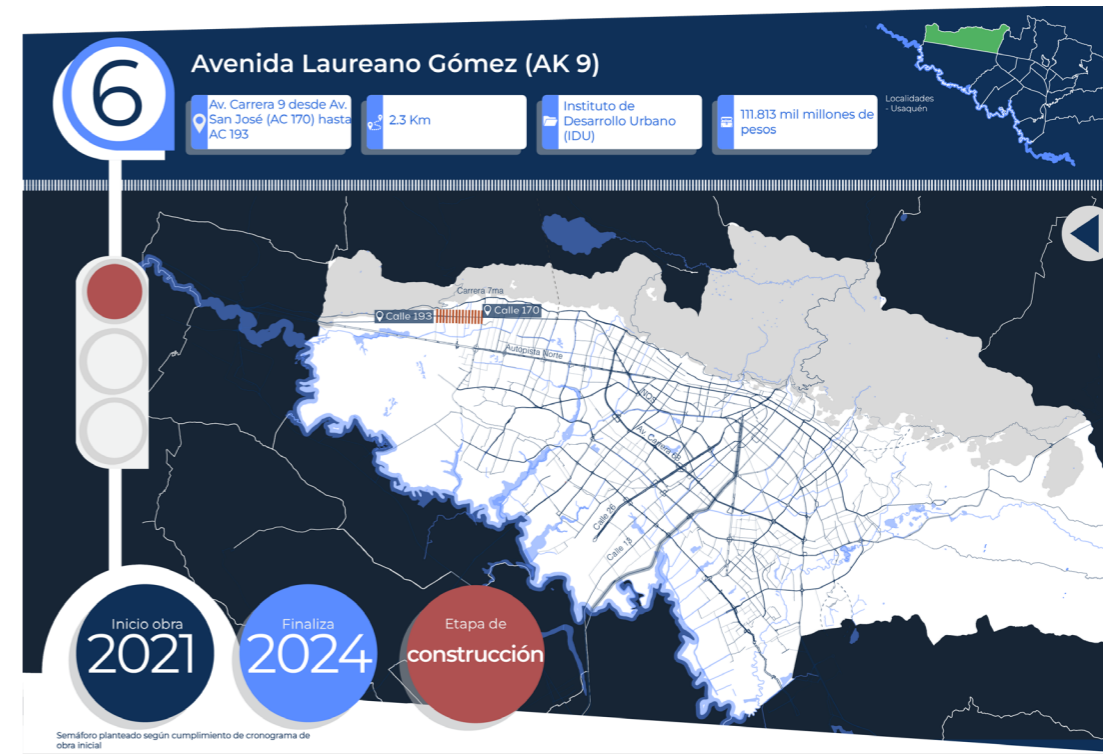 6
Avenida Laureano Gómez (AK 9)
Av. Carrera 9 desde Av.
San José (AC 170) hasta
AC 193
2.3 Km
Instituto de
Desarrollo Urbano
(IDU)
111.813 mil millones de
pesos
Localidades
- Usaquén
Carrera 7ma
Calle 193
Calle 170
Autopista Norte
NQS
Av. Carrera 68
Calle 26
Calle 13
Inicio obra
2021
Finaliza
2024
Etapa de
construcción
Semáforo planteado según cumplimiento de cronograma de
obra inicial